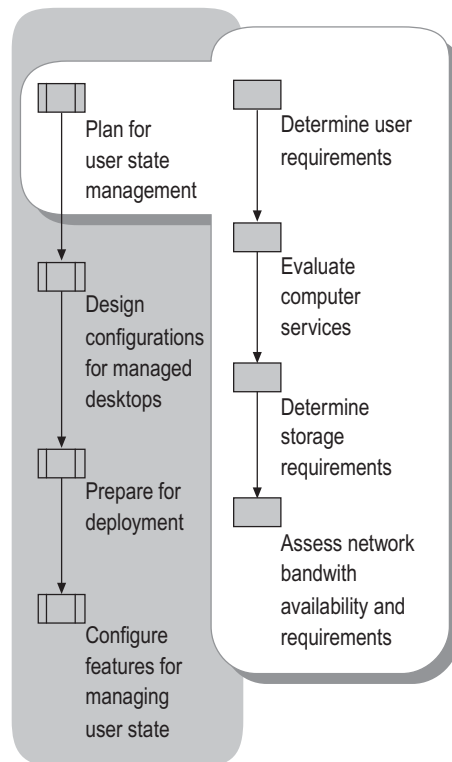 Plan for
user state
management
Design
configurations
for managed
desktops
Prepare for
deployment
Configure
features for
managing
user state
Determine user
requirements
Evaluate
computer
services
Determine
storage
requirements
Assess network
bandwith
availability and
requirements